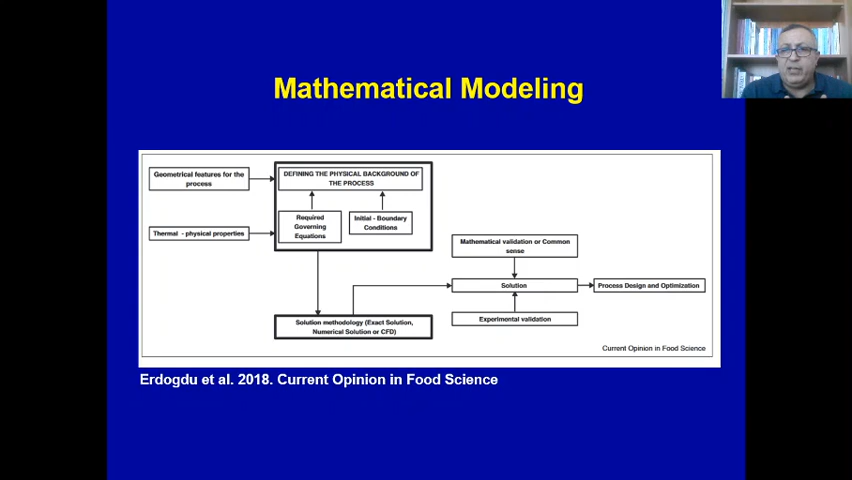 Mathematical Modeling
Geometrical features for the
process
DEFINING THE PHYSICAL BACKGROUND OF
THE PROCESS
Required
Governing
Equations
Initial - Boundary
Conditions
Thermal - physical properties
Mathematical validation or Common
sense
Solution
Process Design and Optimization
Solution methodology (Exact Solution,
Numerical Solution or CFD)
Experimental validation
Current Opinion in Food Science
Erdogdu et al. 2018. Current Opinion in Food Science